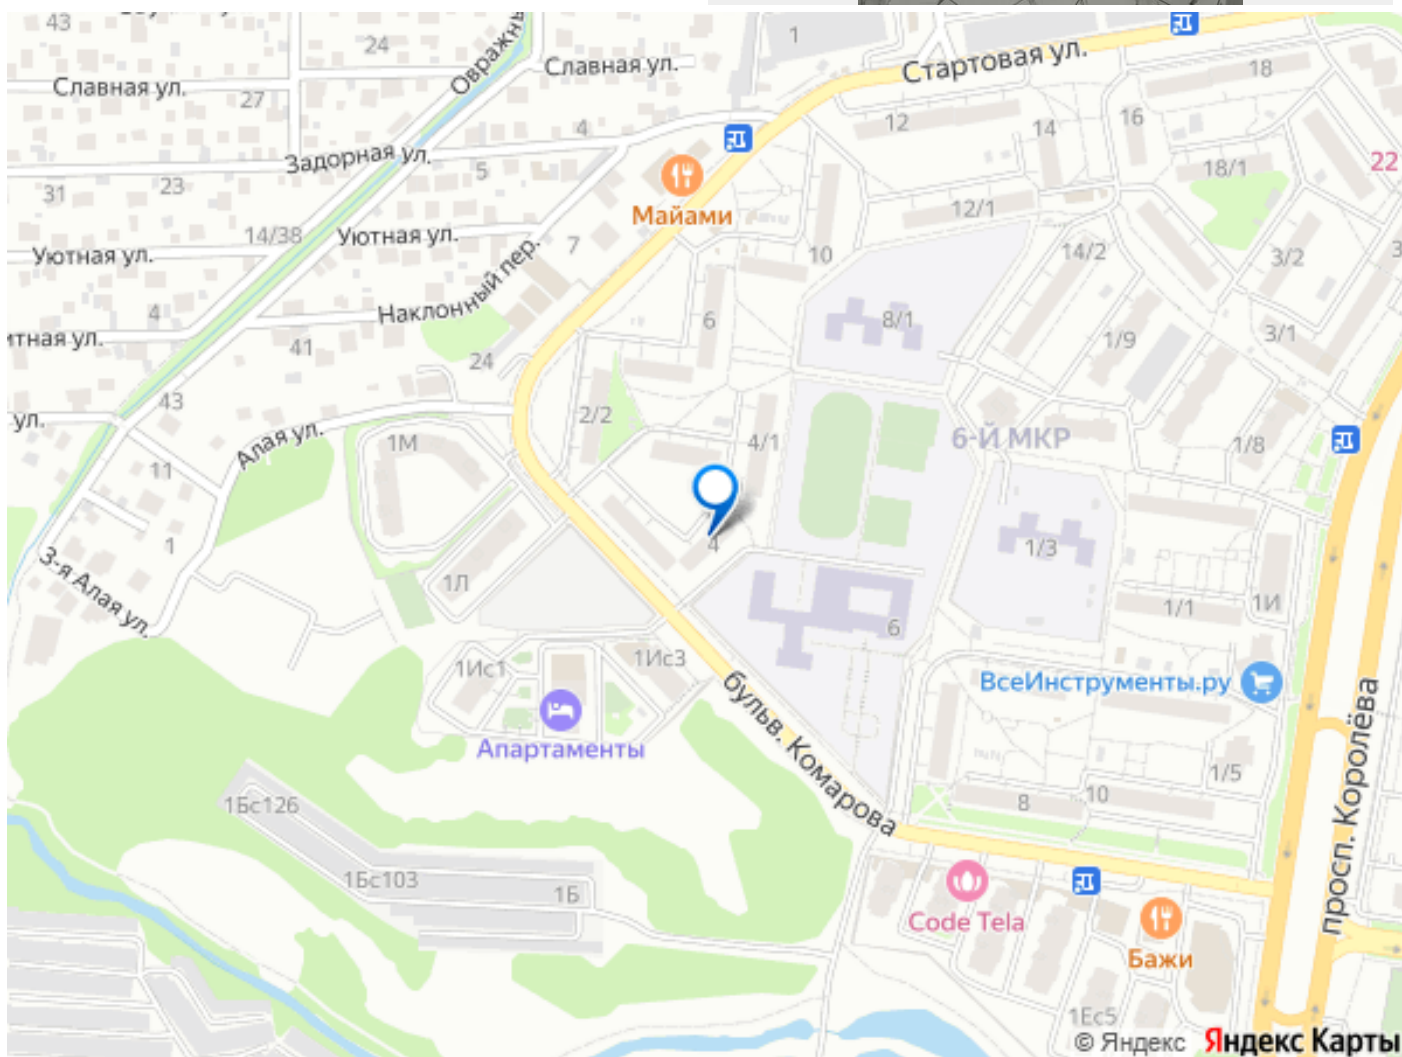 43
24
1
Овражн
Славная ул.
Стартовая ул.
18
Славная ул.
27
4
12
14
16
Задорная ул.
5
22
31
23
18/1
Майами
12/1
14/38
Уютная ул.
7
10
14/2
3/2
3
Уютная ул.
Наклонный пер.
4
6
8/1
3/1
1/9
итная ул.
41
24
43
ул.
2/2
Алая ул.
1М
4/1
6-Й МКР
1/8
11
1
4
1/3
3-я Алая ул.
1Л
1/1
1И
6
1Ис1
1Ис3
ВсеИнструменты.ру
бульв. Комарова
Апартаменты
просп. Королёва
1/5
1Бс126
8
10
1Бс103
1Б
Code Tela
Бажи
1Ес5
© Яндекс Яндекс Карты